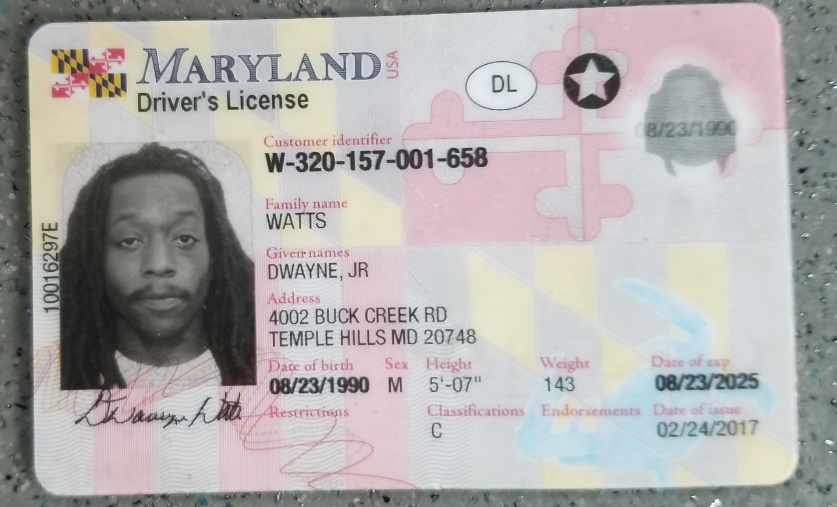 MARYLAND USA
Driver's License
DL
08/23/1990
Customer identifier
W-320-157-001-658
Family name
WATTS
Given names
DWAYNE, JR
Address
4002 BUCK CREEK RD
TEMPLE HILLS MD 20748
Date of birth Sex Height Weight Date of exp
08/23/1990 M 5'-07" 143 08/23/2025
Restrictions Classifications Endorsements Date of issue
C 02/24/2017
10016297E